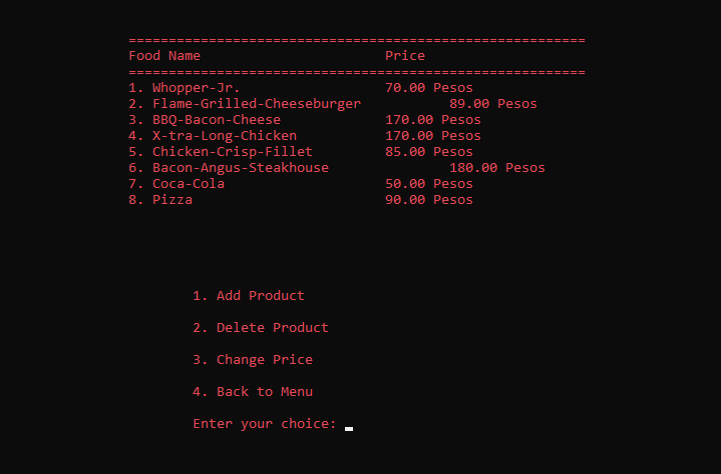 =========================================================
Food Name                       Price
=========================================================
1. Whopper-Jr.                  70.00 Pesos
2. Flame-Grilled-Cheeseburger           89.00 Pesos
3. BBQ-Bacon-Cheese             170.00 Pesos
4. X-tra-Long-Chicken           170.00 Pesos
5. Chicken-Crisp-Fillet         85.00 Pesos
6. Bacon-Angus-Steakhouse               180.00 Pesos
7. Coca-Cola                    50.00 Pesos
8. Pizza                        90.00 Pesos
1. Add Product
2. Delete Product
3. Change Price
4. Back to Menu
Enter your choice: